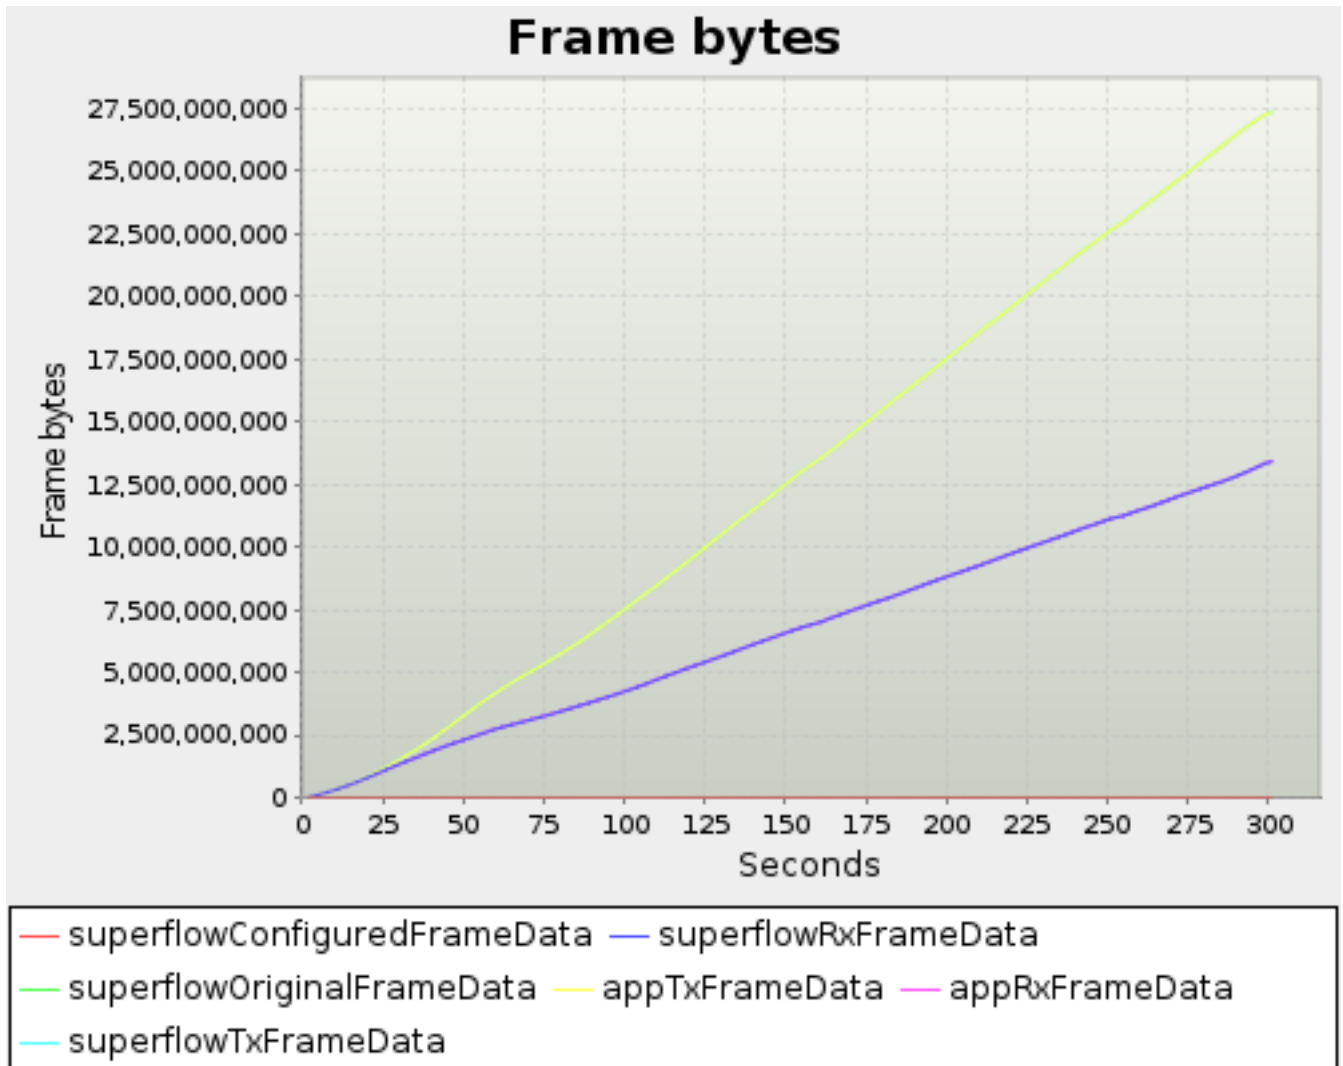 Frame bytes
27,500,000,000
25,000,000,000
22,500,000,000
20,000,000,000
17,500,000,000
15,000,000,000
12,500,000,000
10,000,000,000
7,500,000,000
5,000,000,000
2,500,000,000
0
Frame bytes
0 25 50 75 100 125 150 175 200 225 250 275 300
Seconds
superflowConfiguredFrameData superflowRxFrameData
superflowOriginalFrameData appTxFrameData appRxFrameData
superflowTxFrameData